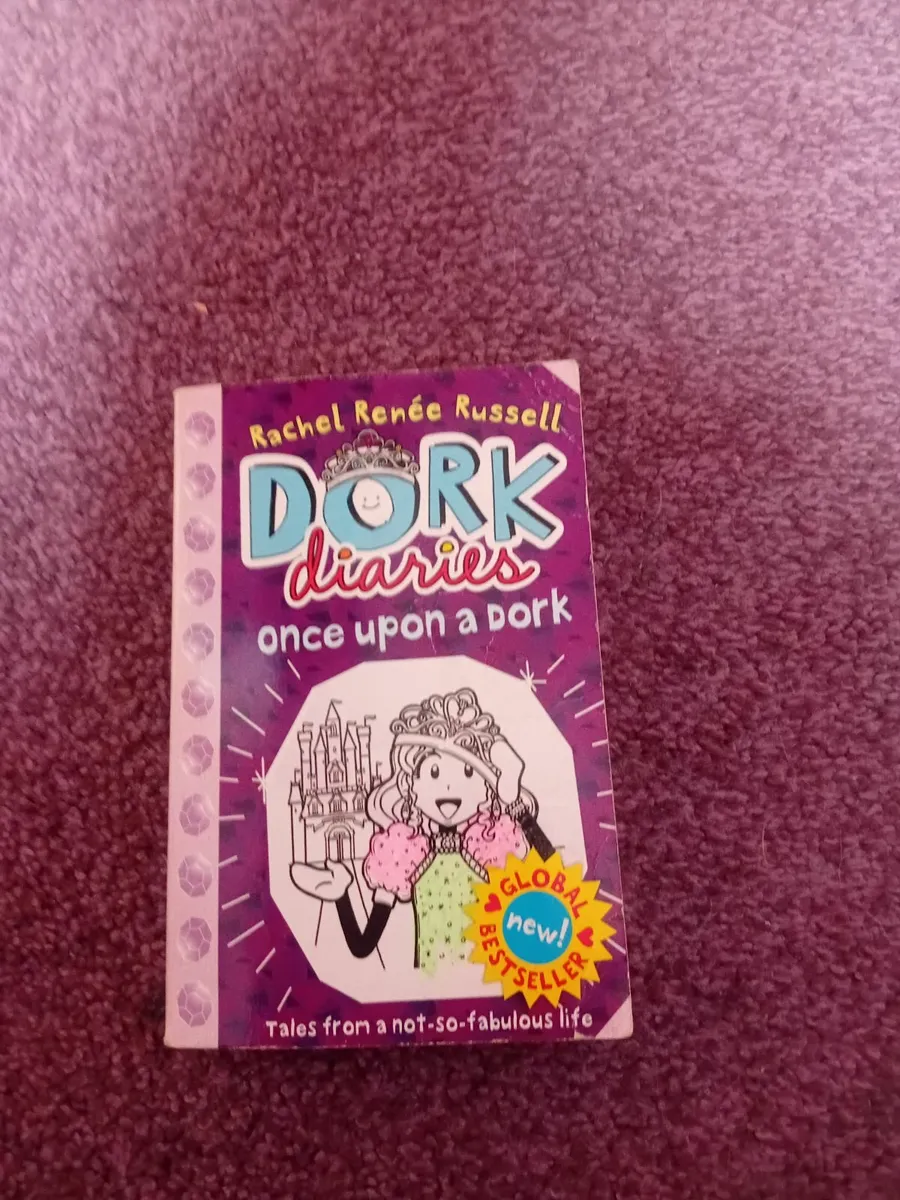 Rachel Renée Russell
DORK
diaries
once upon a Dork
GLOBAL
new!
BESTSELLER
Tales from a not-so-fabulous life